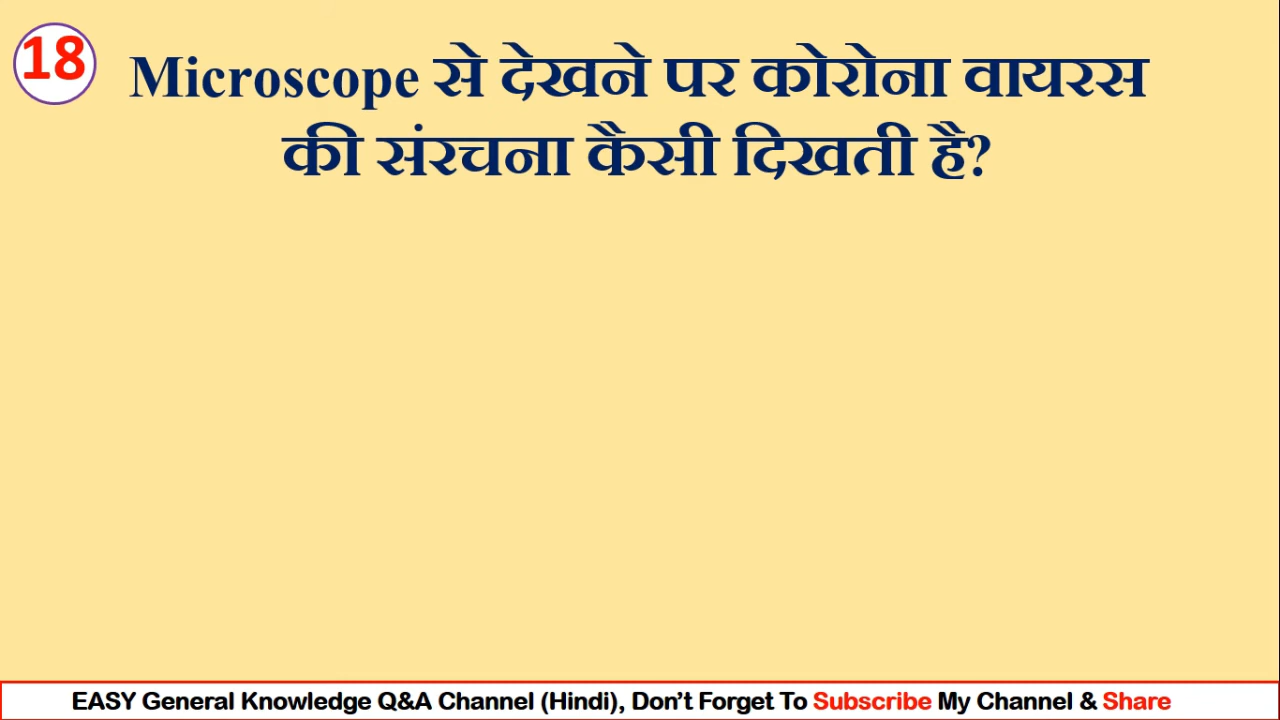 18
Microscope से देखने पर कोरोना वायरस
की संरचना कैसी दिखती है?
EASY General Knowledge Q&A Channel (Hindi), Don’t Forget To Subscribe My Channel & Share